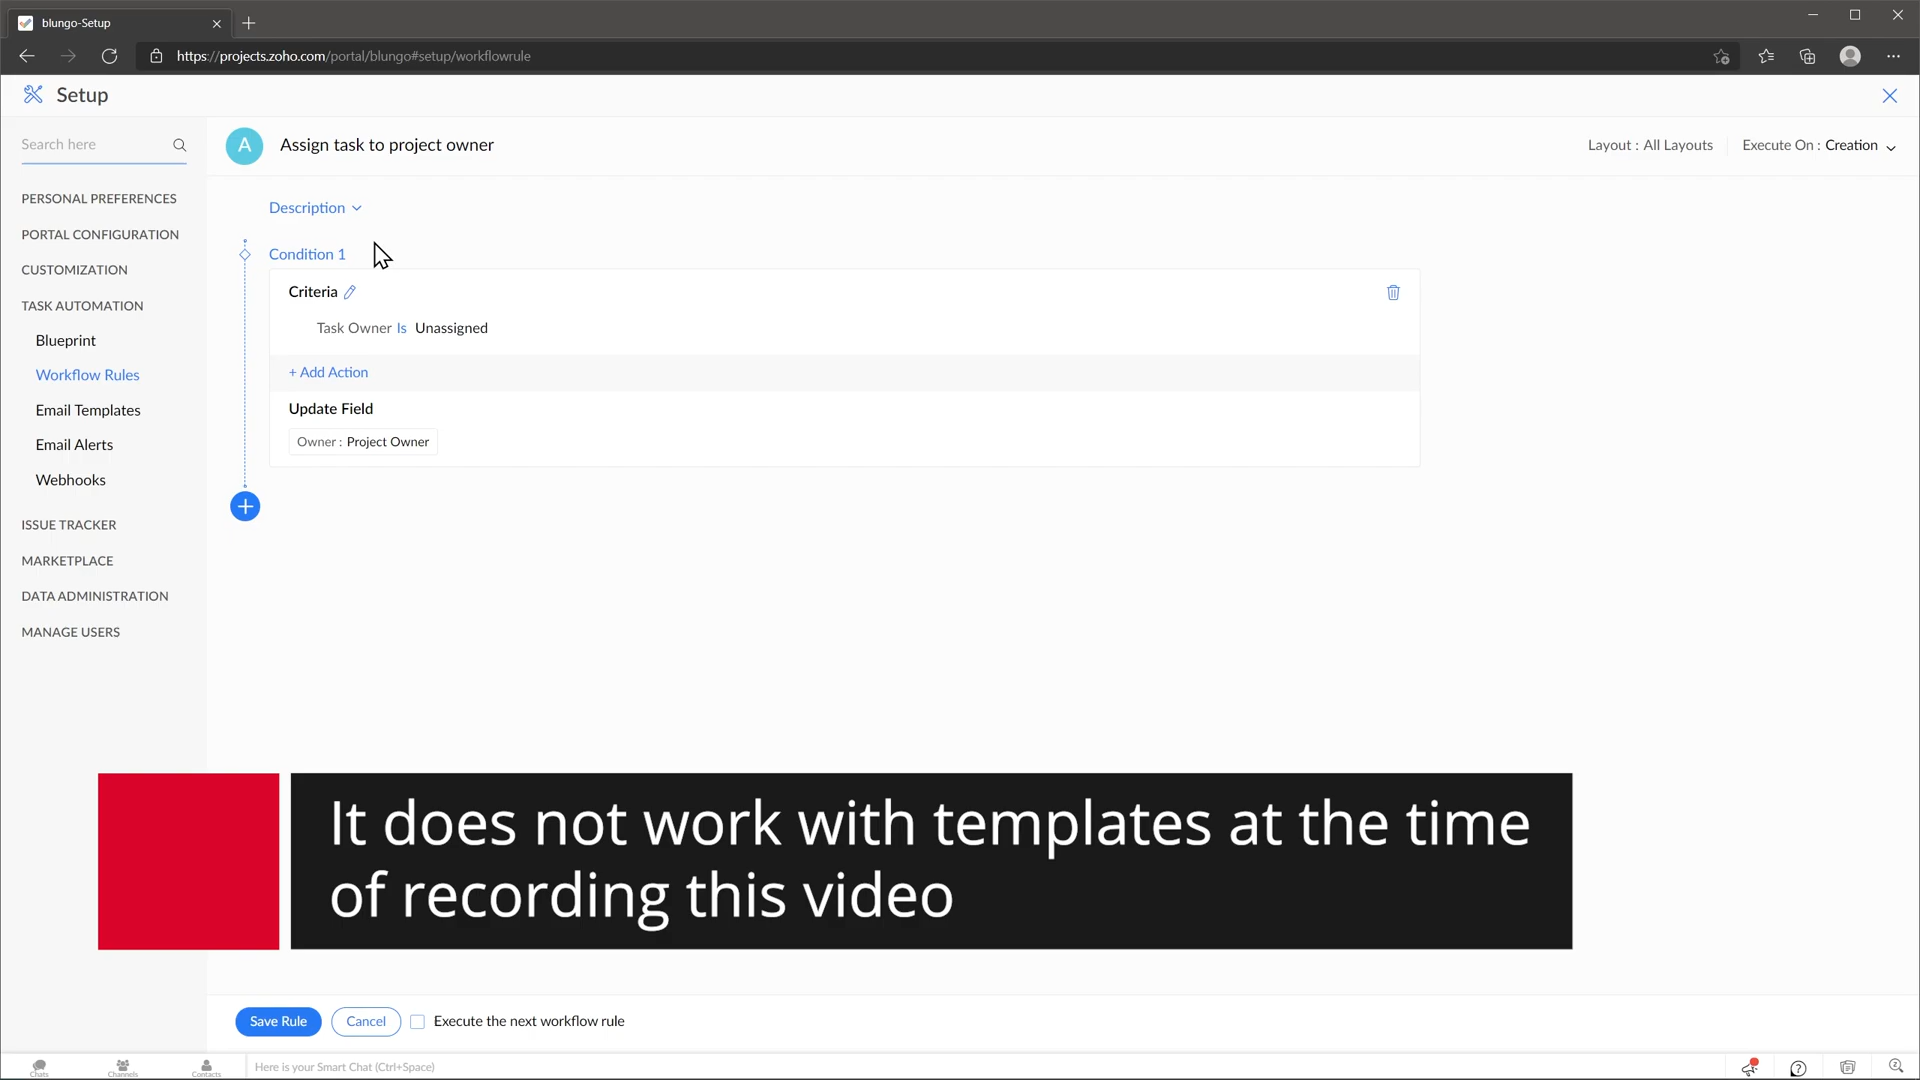 blungo-Setup
https://projects.zoho.com/portal/blungo#setup/workflowrule
Setup
Search here
A
Assign task to project owner
Layout : All Layouts
Execute On : Creation
PERSONAL PREFERENCES
PORTAL CONFIGURATION
CUSTOMIZATION
TASK AUTOMATION
Blueprint
Workflow Rules
Email Templates
Email Alerts
Webhooks
ISSUE TRACKER
MARKETPLACE
DATA ADMINISTRATION
MANAGE USERS
Description
Condition 1
Criteria
Task Owner Is Unassigned
+ Add Action
Update Field
Owner : Project Owner
It does not work with templates at the time
of recording this video
Save Rule
Cancel
Execute the next workflow rule
Chats
Channels
Contacts
Here is your Smart Chat (Ctrl+Space)